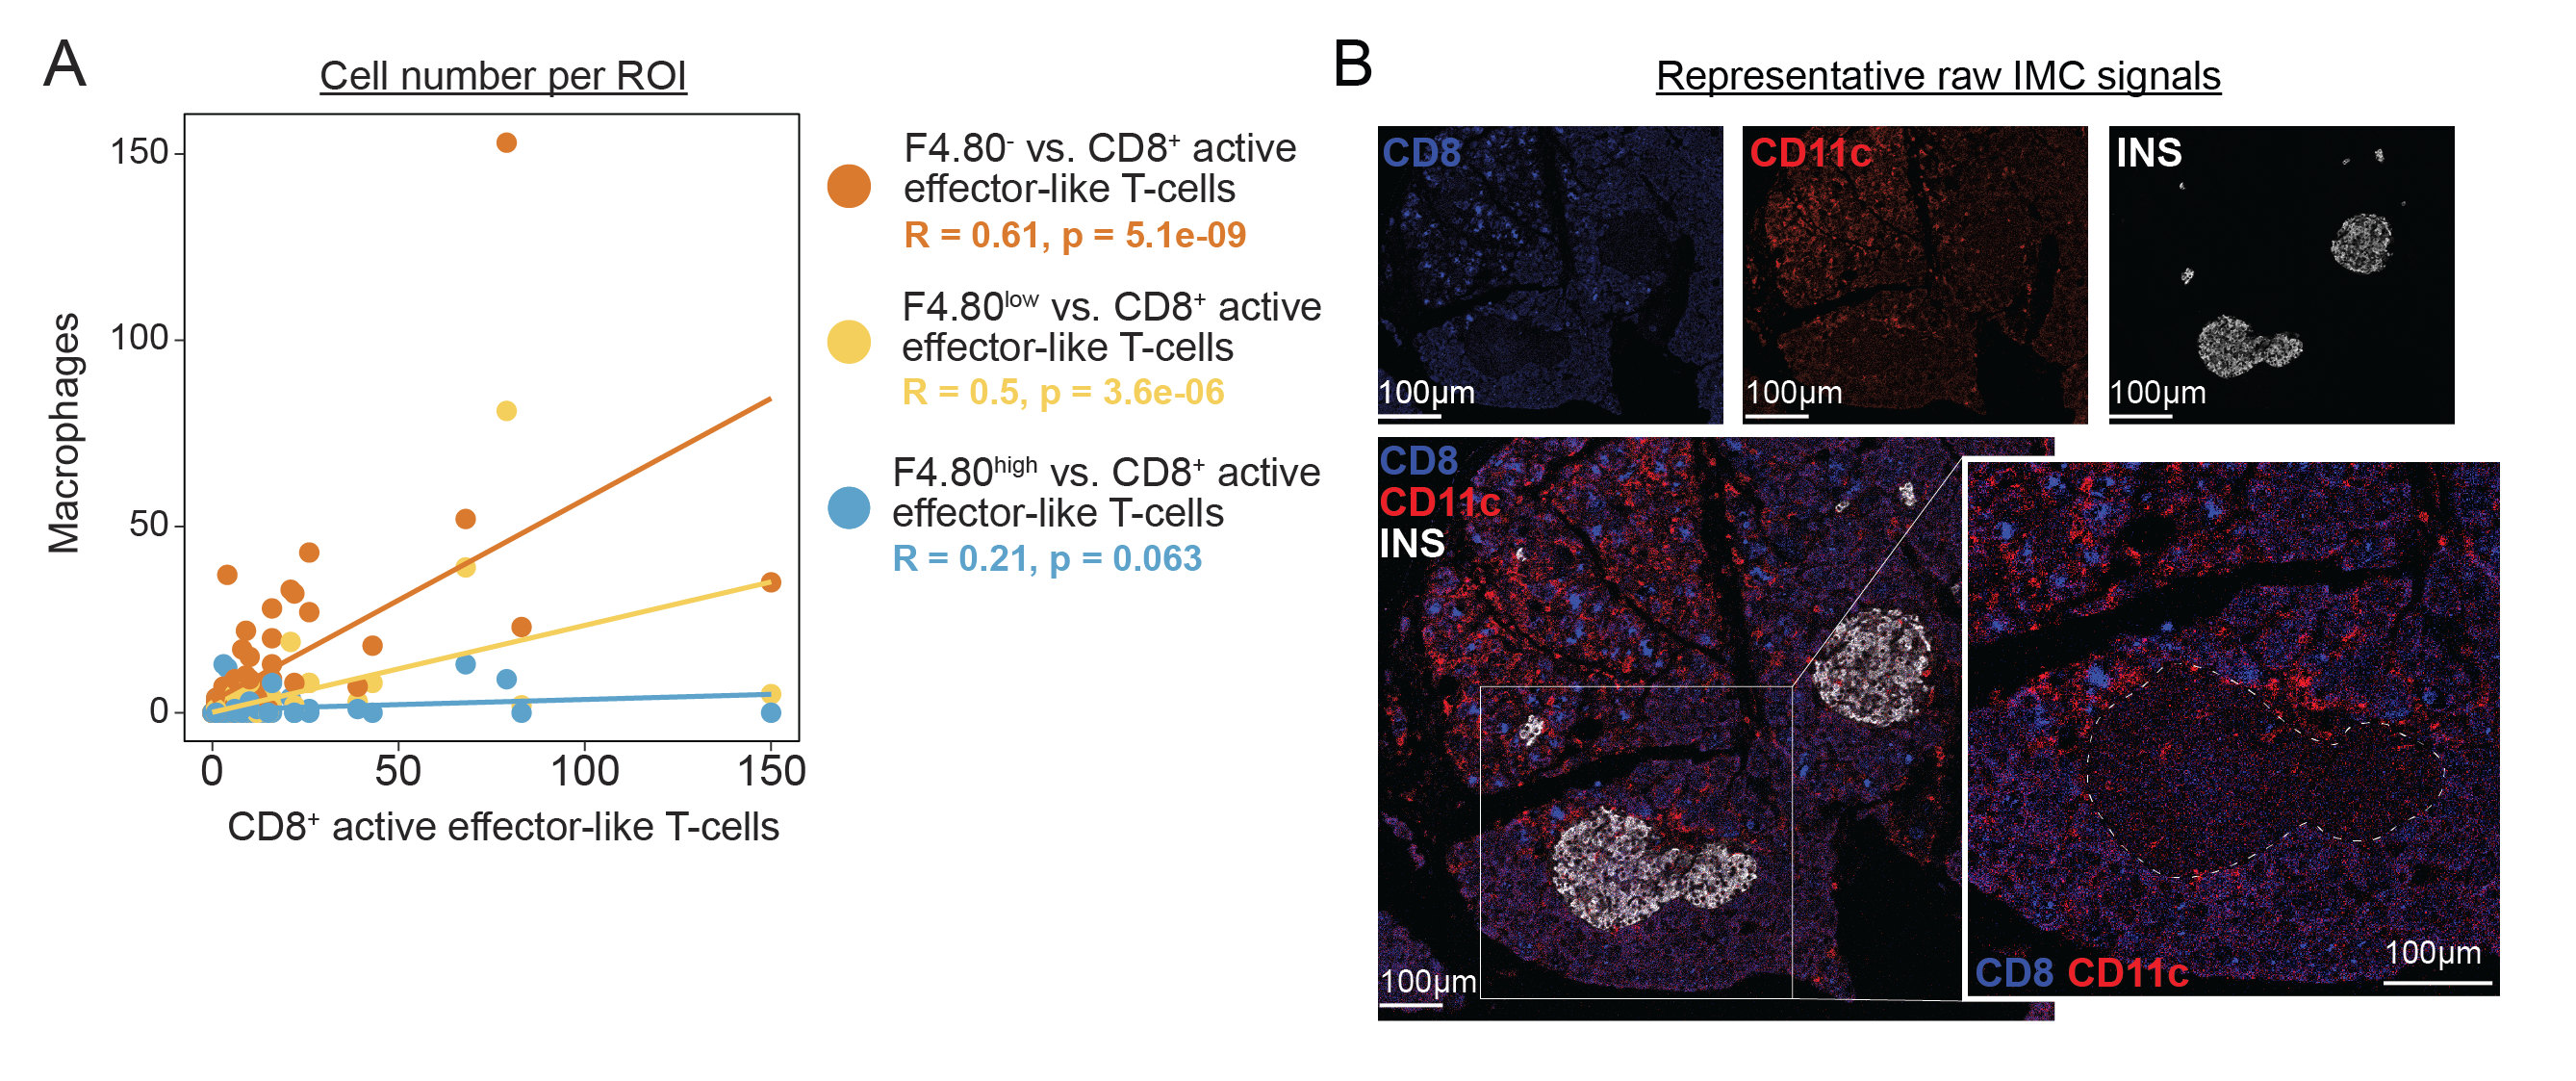 A
Cell number per ROI
150
100
50
0
Macrophages
0 50 100 150
CD8⁺ active effector-like T-cells
F4.80⁻ vs. CD8⁺ active
effector-like T-cells
R = 0.61, p = 5.1e-09
F4.80ˡᵒʷ vs. CD8⁺ active
effector-like T-cells
R = 0.5, p = 3.6e-06
F4.80ʰⁱᵍʰ vs. CD8⁺ active
effector-like T-cells
R = 0.21, p = 0.063
B
Representative raw IMC signals
CD8
100µm
CD11c
100µm
INS
100µm
CD8
CD11c
INS
100µm
CD8 CD11c
100µm